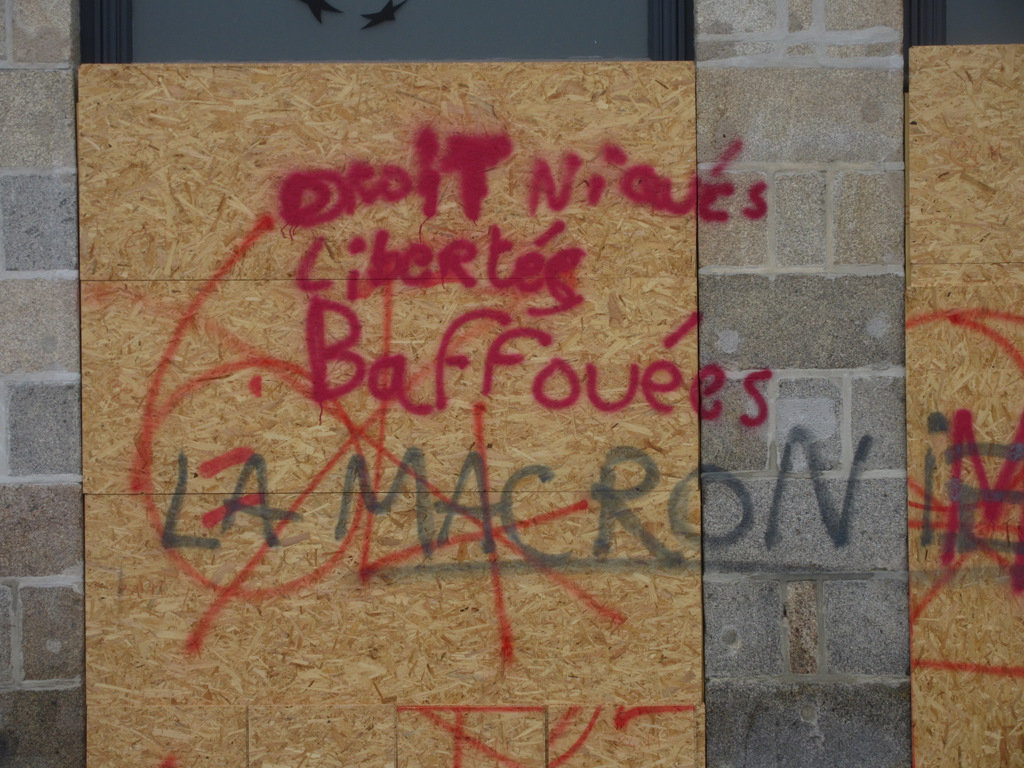 DROIT NiQués
Libertés
Baffouées
LA MACRONiE